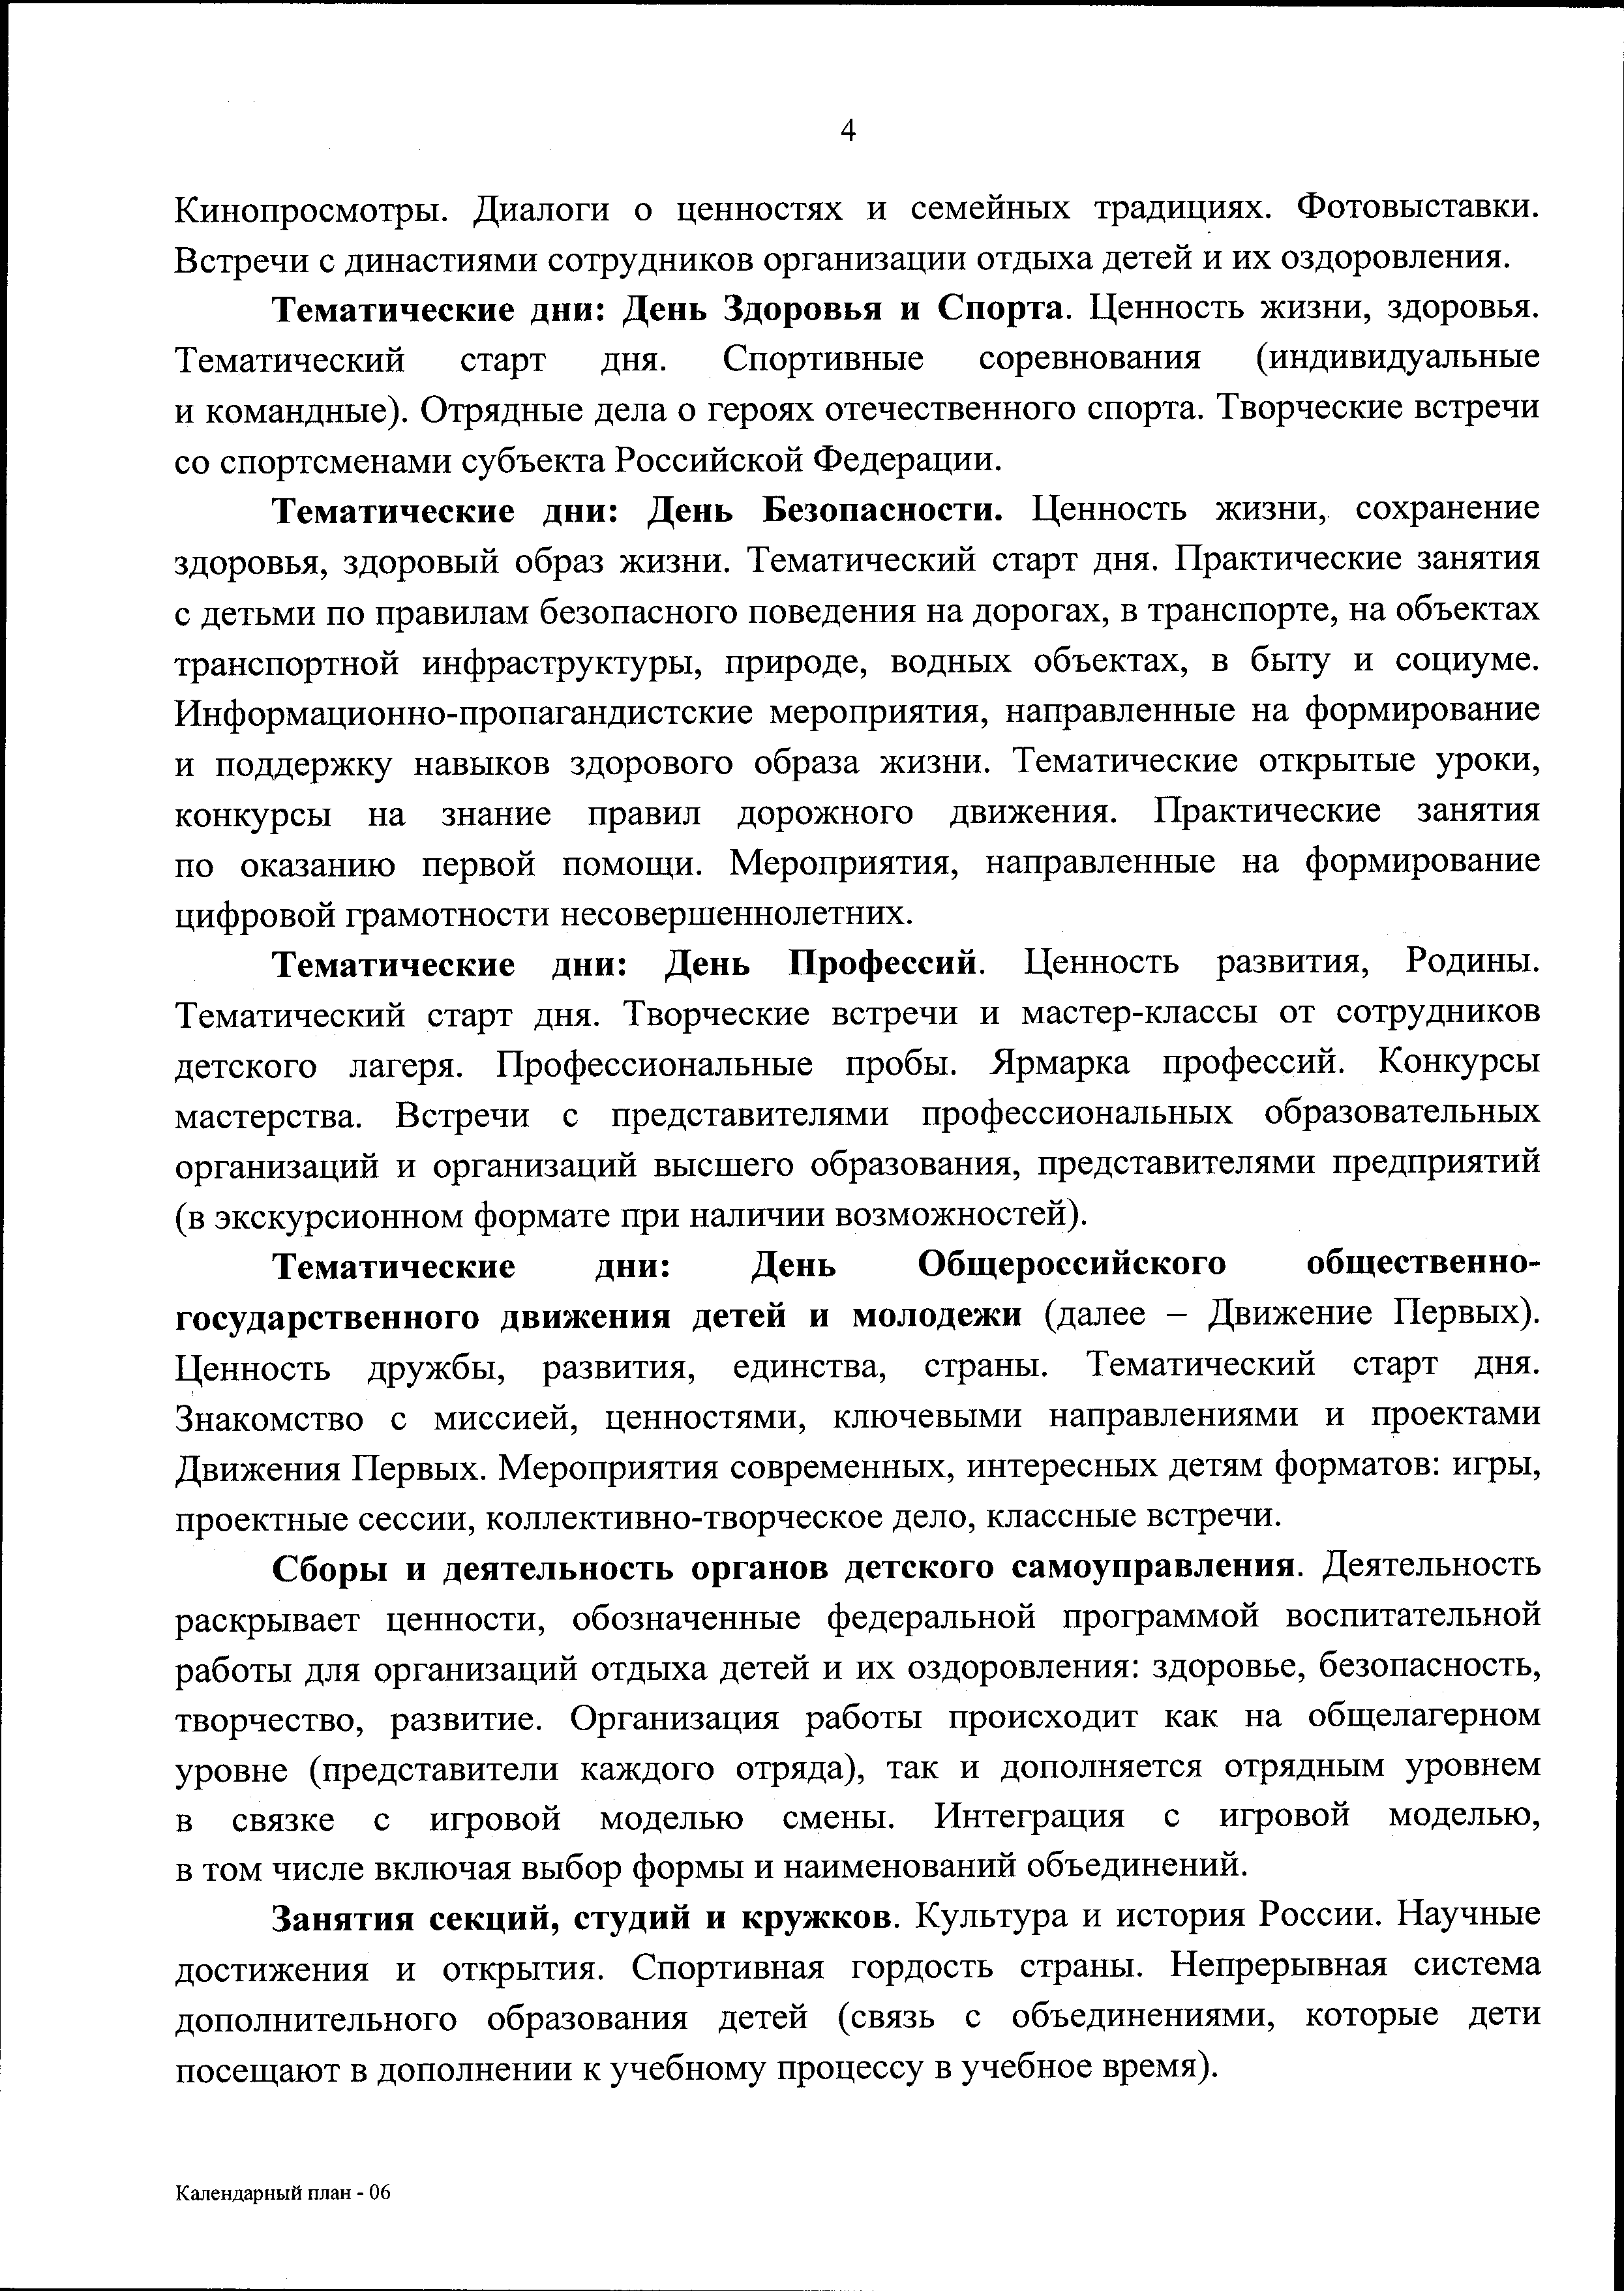 4
Кинопросмотры. Диалоги о ценностях и семейных традициях. Фотовыставки.
Встречи с династиями сотрудников организации отдыха детей и их оздоровления.
Тематические дни: День Здоровья и Спорта. Ценность жизни, здоровья.
Тематический старт дня. Спортивные соревнования (индивидуальные
и командные). Отрядные дела о героях отечественного спорта. Творческие встречи
со спортсменами субъекта Российской Федерации.
Тематические дни: День Безопасности. Ценность жизни, сохранение
здоровья, здоровый образ жизни. Тематический старт дня. Практические занятия
с детьми по правилам безопасного поведения на дорогах, в транспорте, на объектах
транспортной инфраструктуры, природе, водных объектах, в быту и социуме.
Информационно-пропагандистские мероприятия, направленные на формирование
и поддержку навыков здорового образа жизни. Тематические открытые уроки,
конкурсы на знание правил дорожного движения. Практические занятия
по оказанию первой помощи. Мероприятия, направленные на формирование
цифровой грамотности несовершеннолетних.
Тематические дни: День Профессий. Ценность развития, Родины.
Тематический старт дня. Творческие встречи и мастер-классы от сотрудников
детского лагеря. Профессиональные пробы. Ярмарка профессий. Конкурсы
мастерства. Встречи с представителями профессиональных образовательных
организаций и организаций высшего образования, представителями предприятий
(в экскурсионном формате при наличии возможностей).
Тематические дни: День Общероссийского общественно-
государственного движения детей и молодежи (далее – Движение Первых).
Ценность дружбы, развития, единства, страны. Тематический старт дня.
Знакомство с миссией, ценностями, ключевыми направлениями и проектами
Движения Первых. Мероприятия современных, интересных детям форматов: игры,
проектные сессии, коллективно-творческое дело, классные встречи.
Сборы и деятельность органов детского самоуправления. Деятельность
раскрывает ценности, обозначенные федеральной программой воспитательной
работы для организаций отдыха детей и их оздоровления: здоровье, безопасность,
творчество, развитие. Организация работы происходит как на общелагерном
уровне (представители каждого отряда), так и дополняется отрядным уровнем
в связке с игровой моделью смены. Интеграция с игровой моделью,
в том числе включая выбор формы и наименований объединений.
Занятия секций, студий и кружков. Культура и история России. Научные
достижения и открытия. Спортивная гордость страны. Непрерывная система
дополнительного образования детей (связь с объединениями, которые дети
посещают в дополнении к учебному процессу в учебное время).
Календарный план - 06